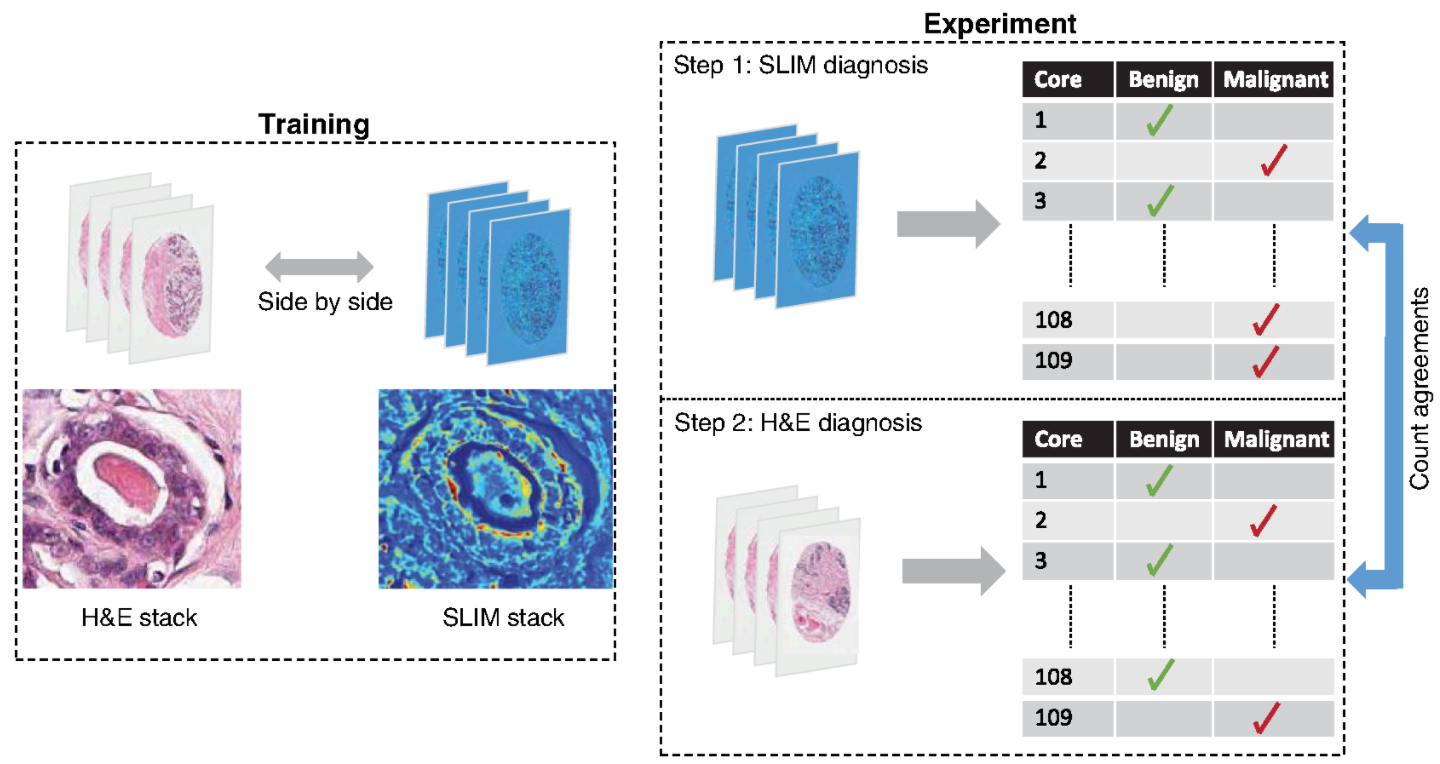 Training
Side by side
H&E stack
SLIM stack
Experiment
Step 1: SLIM diagnosis
Core Benign Malignant
1
2
3
108
109
Step 2: H&E diagnosis
Core Benign Malignant
1
2
3
108
109
Count agreements